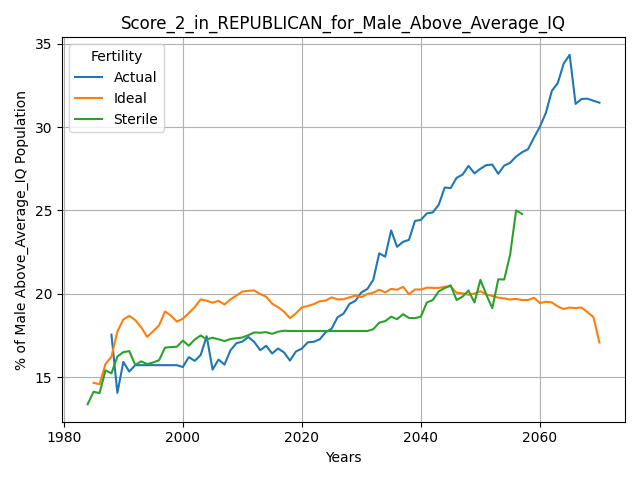 Score_2_in_REPUBLICAN_for_Male_Above_Average_IQ
Fertility
Actual
Ideal
Sterile
% of Male Above_Average_IQ Population
35
30
25
20
15
1980
2000
2020
2040
2060
Years